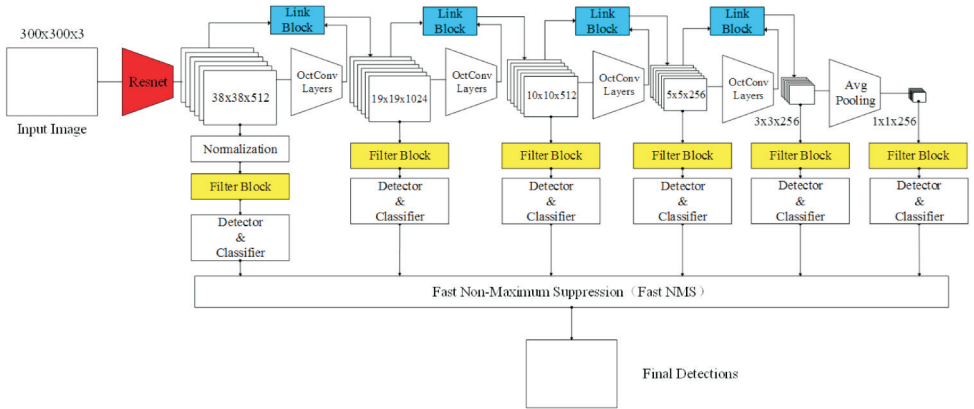 300x300x3
Input Image
Resnet
Link
Block
Link
Block
Link
Block
Link
Block
38x38x512
OctConv
Layers
19x19x1024
OctConv
Layers
10x10x512
OctConv
Layers
5x5x256
OctConv
Layers
3x3x256
Avg
Pooling
1x1x256
Normalization
Filter Block
Filter Block
Filter Block
Filter Block
Filter Block
Filter Block
Detector
&
Classifier
Detector
&
Classifier
Detector
&
Classifier
Detector
&
Classifier
Detector
&
Classifier
Detector
&
Classifier
Fast Non-Maximum Suppression（Fast NMS）
Final Detections